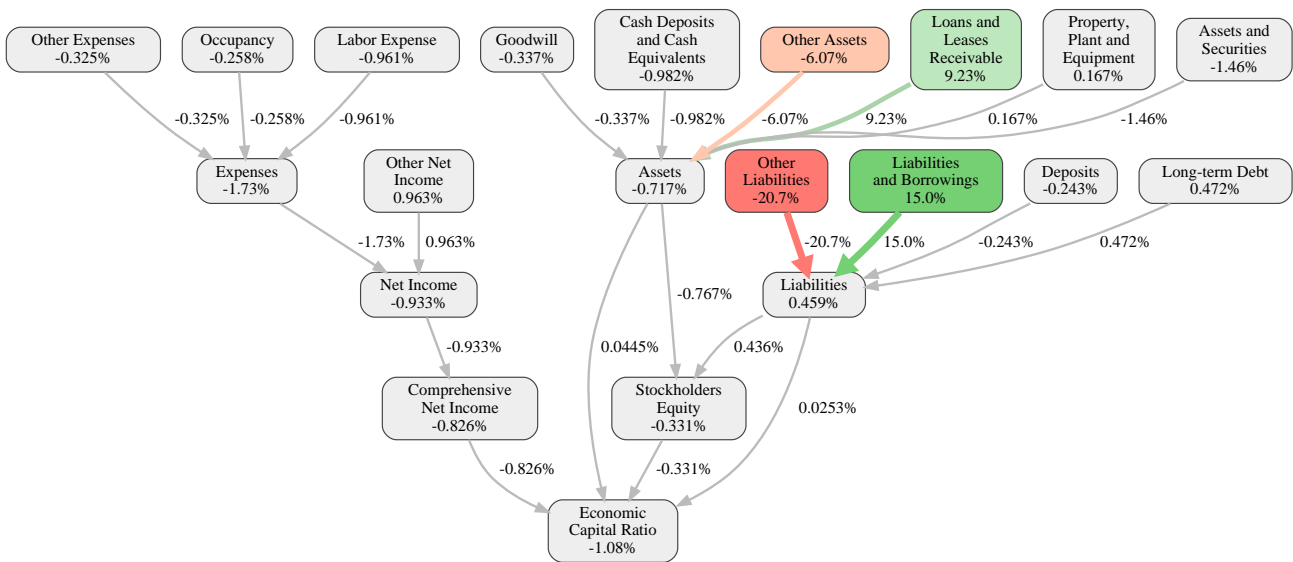 Other Expenses
-0.325%
Occupancy
-0.258%
Labor Expense
-0.961%
Goodwill
-0.337%
Cash Deposits
and Cash
Equivalents
-0.982%
Other Assets
-6.07%
Loans and
Leases
Receivable
9.23%
Property,
Plant and
Equipment
0.167%
Assets and
Securities
-1.46%
-0.325%
-0.258%
-0.961%
-0.337%
-0.982%
-6.07%
9.23%
0.167%
-1.46%
Expenses
-1.73%
Other Net
Income
0.963%
Assets
-0.717%
Other
Liabilities
-20.7%
Liabilities
and Borrowings
15.0%
Deposits
-0.243%
Long-term Debt
0.472%
-1.73%
0.963%
-20.7%
15.0%
-0.243%
0.472%
Net Income
-0.933%
-0.767%
Liabilities
0.459%
-0.933%
0.0445%
0.436%
Comprehensive
Net Income
-0.826%
Stockholders
Equity
-0.331%
0.0253%
-0.826%
-0.331%
Economic
Capital Ratio
-1.08%